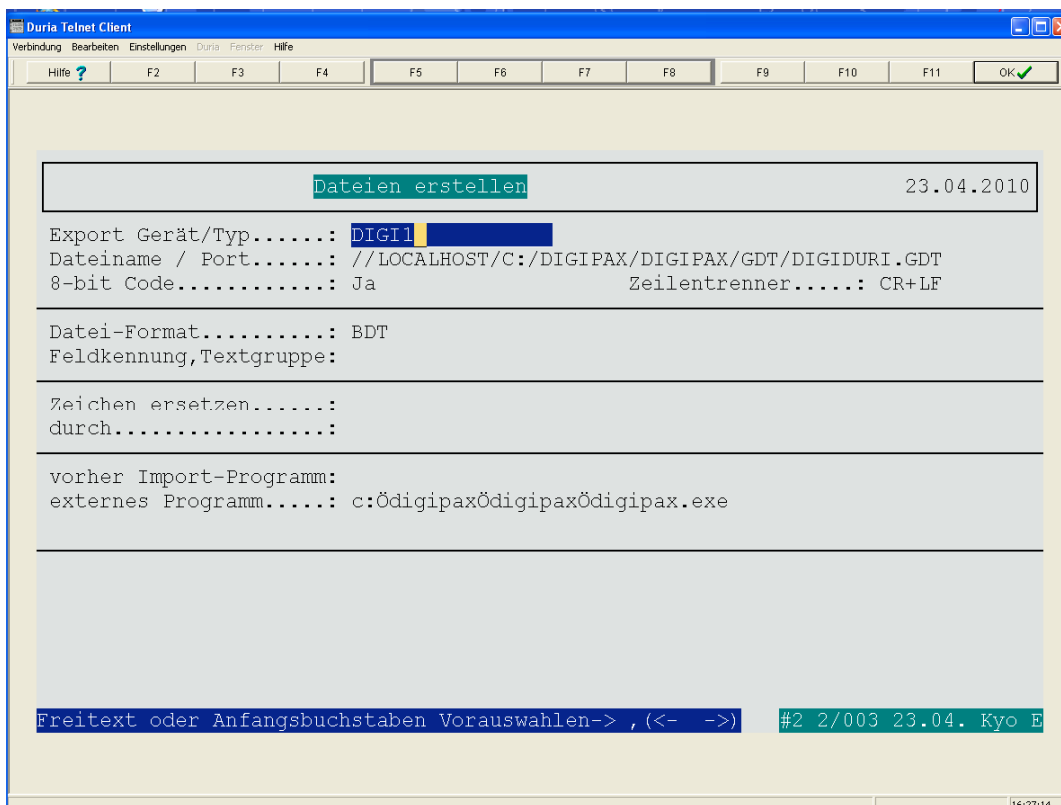 Duria Telnet Client
Verbindung Bearbeiten Einstellungen Duria Fenster Hilfe
Hilfe ? F2 F3 F4 F5 F6 F7 F8 F9 F10 F11 OK
Dateien erstellen 23.04.2010
Export Gerät/Typ......: DIGI1
Dateiname / Port......: //LOCALHOST/C:/DIGIPAX/DIGIPAX/GDT/DIGIDURI.GDT
8-bit Code............: Ja Zeilentrenner.....: CR+LF
Datei-Format..........: BDT
Feldkennung,Textgruppe:
Zeichen ersetzen......:
durch.................:
vorher Import-Programm:
externes Programm.....: c:ÖdigipaxÖdigipaxÖdigipax.exe
Freitext oder Anfangsbuchstaben Vorauswahlen-> ,(<- ->) #2 2/003 23.04. Kyo E
16:27:14